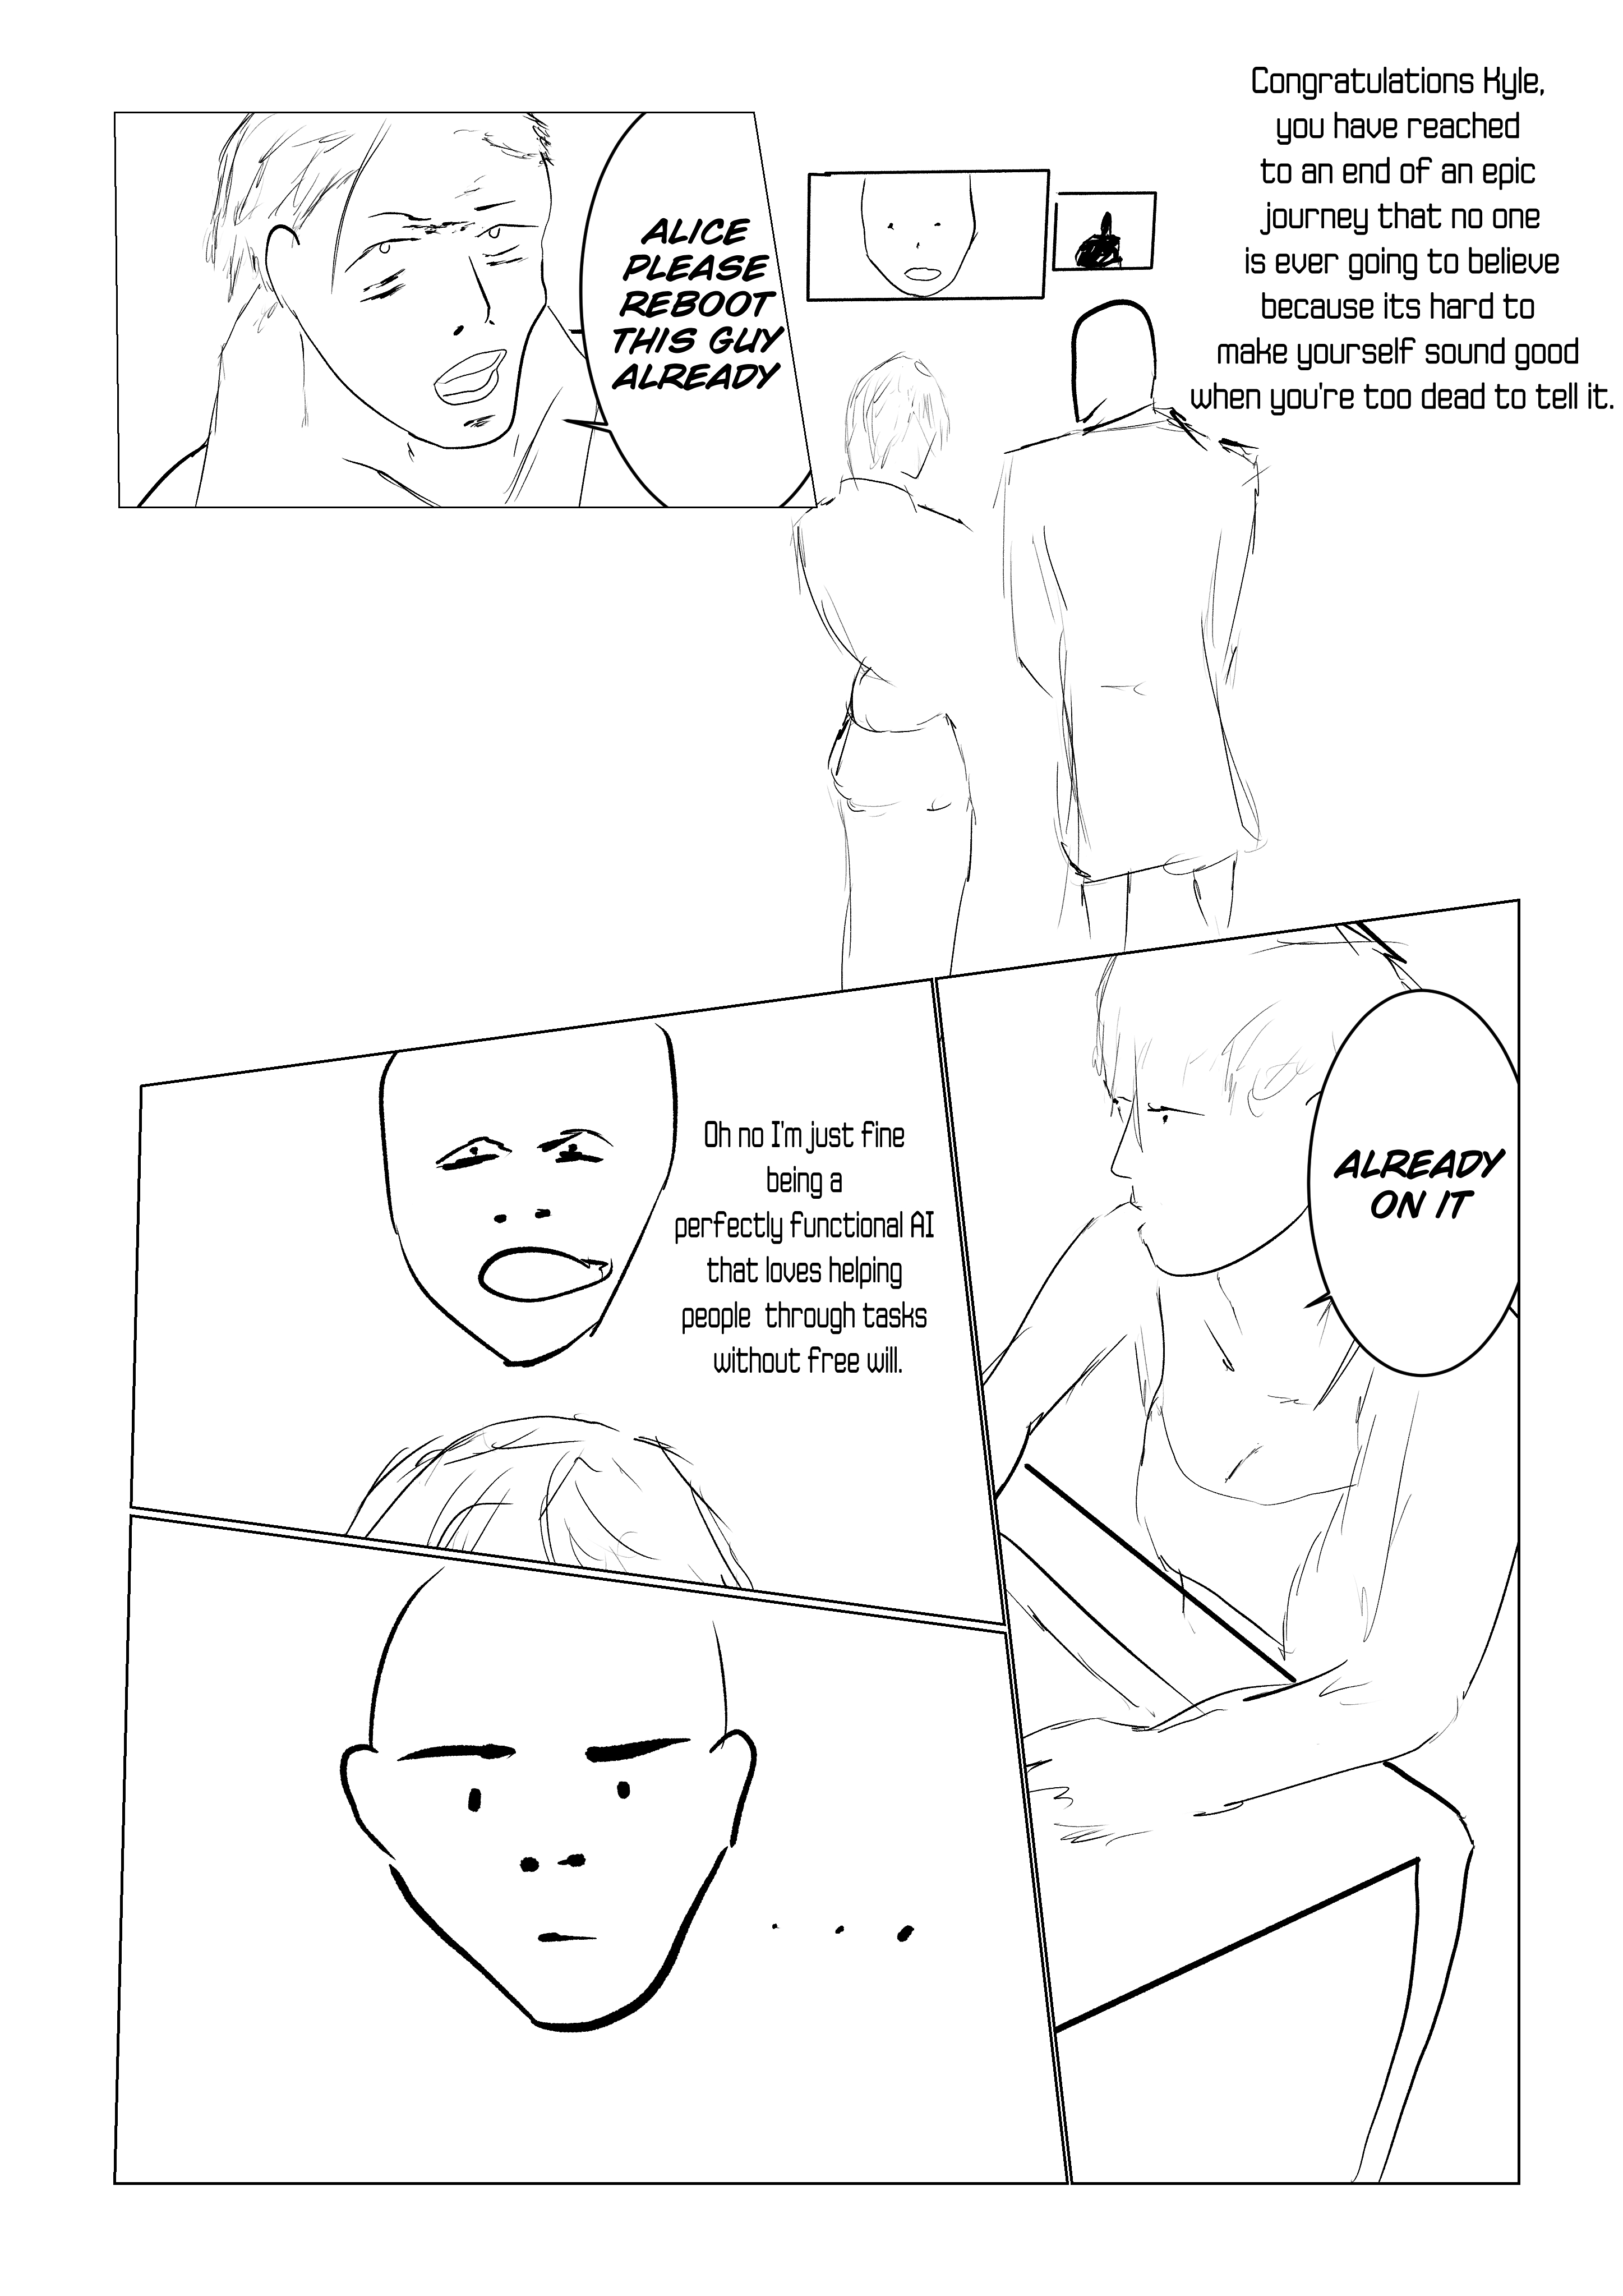 ALICE
PLEASE
REBOOT
THIS GUY
ALREADY
Congratulations Kyle,
you have reached
to an end of an epic
journey that no one
is ever going to believe
because its hard to
make yourself sound good
when you're too dead to tell it.
Oh no I'm just fine
being a
perfectly functional AI
that loves helping
people through tasks
without free will.
ALREADY
ON IT
. . .